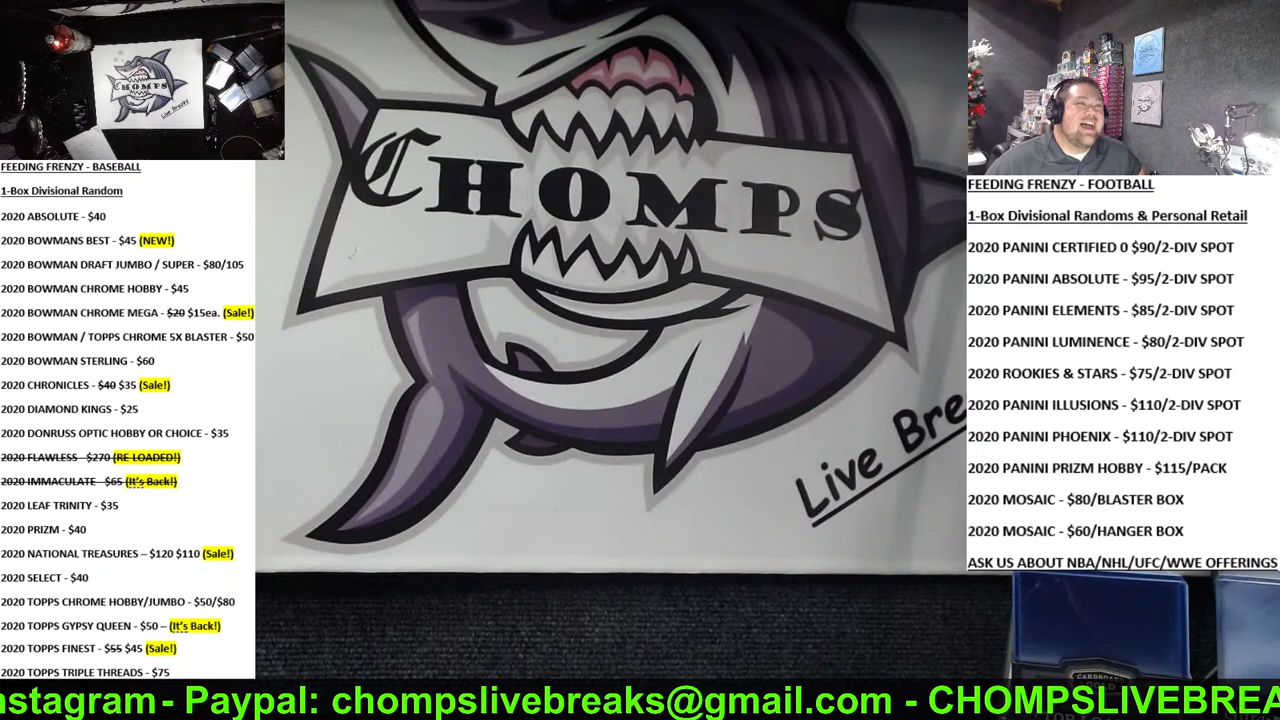 CHOMPS
Live Breaks
FEEDING FRENZY - BASEBALL
1-Box Divisional Random
2020 ABSOLUTE - $40
2020 BOWMANS BEST - $45 (NEW!)
2020 BOWMAN DRAFT JUMBO / SUPER - $80/105
2020 BOWMAN CHROME HOBBY - $45
2020 BOWMAN CHROME MEGA - $20 $15ea. (Sale!)
2020 BOWMAN / TOPPS CHROME 5X BLASTER - $50
2020 BOWMAN STERLING - $60
2020 CHRONICLES - $40 $35 (Sale!)
2020 DIAMOND KINGS - $25
2020 DONRUSS OPTIC HOBBY OR CHOICE - $35
2020 FLAWLESS - $270 (RE LOADED!)
2020 IMMACULATE - $65 (It's Back!)
2020 LEAF TRINITY - $35
2020 PRIZM - $40
2020 NATIONAL TREASURES – $120 $110 (Sale!)
2020 SELECT - $40
2020 TOPPS CHROME HOBBY/JUMBO - $50/$80
2020 TOPPS GYPSY QUEEN - $50 – (It's Back!)
2020 TOPPS FINEST - $55 $45 (Sale!)
2020 TOPPS TRIPLE THREADS - $75
CHOMPS
Live Brea
FEEDING FRENZY - FOOTBALL
1-Box Divisional Randoms & Personal Retail
2020 PANINI CERTIFIED 0 $90/2-DIV SPOT
2020 PANINI ABSOLUTE - $95/2-DIV SPOT
2020 PANINI ELEMENTS - $85/2-DIV SPOT
2020 PANINI LUMINENCE - $80/2-DIV SPOT
2020 ROOKIES & STARS - $75/2-DIV SPOT
2020 PANINI ILLUSIONS - $110/2-DIV SPOT
2020 PANINI PHOENIX - $110/2-DIV SPOT
2020 PANINI PRIZM HOBBY - $115/PACK
2020 MOSAIC - $80/BLASTER BOX
2020 MOSAIC - $60/HANGER BOX
ASK US ABOUT NBA/NHL/UFC/WWE OFFERINGS
CARDBOARD
GOLD
nstagram - Paypal: chompslivebreaks@gmail.com - CHOMPSLIVEBREA